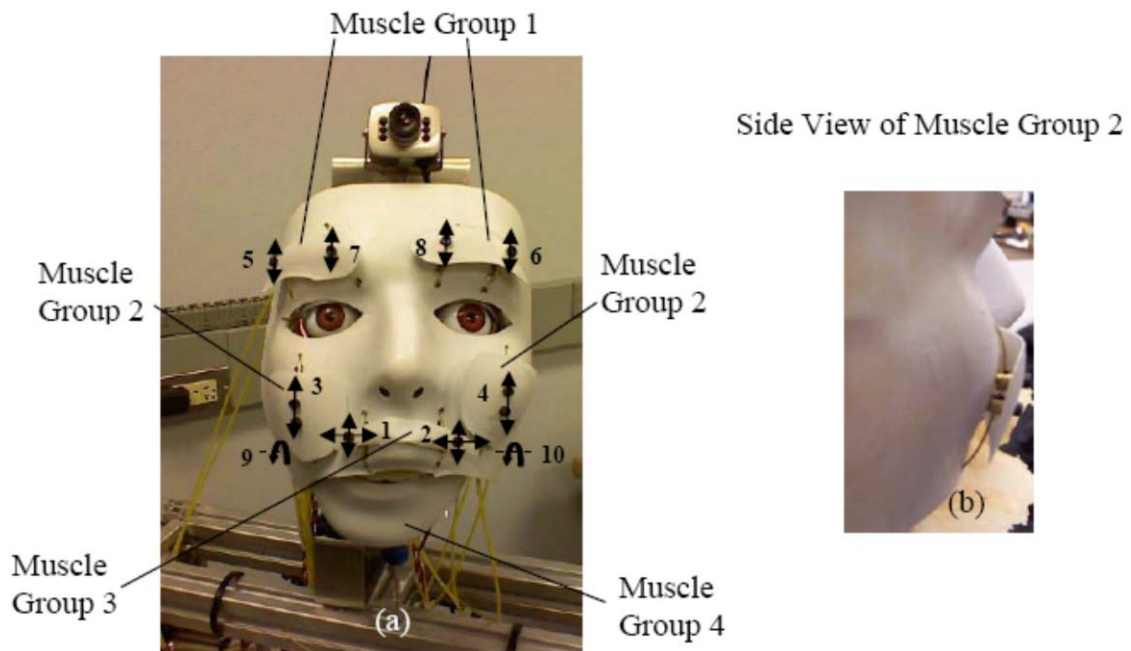 Muscle Group 1
Side View of Muscle Group 2
5
7
8
6
Muscle
Group 2
Muscle
Group 2
3
4
1
2
9
10
(b)
Muscle
Group 3
(a)
Muscle
Group 4